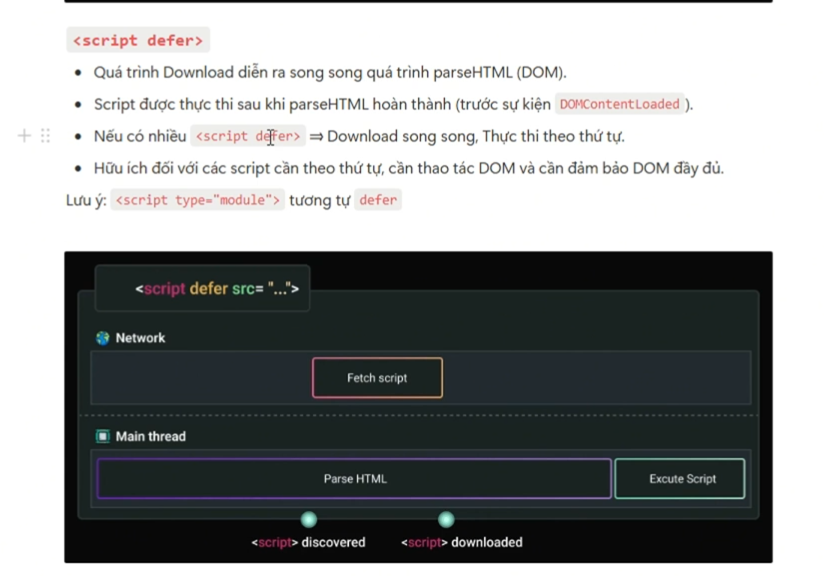 <script defer>
Quá trình Download diễn ra song song quá trình parseHTML (DOM).
Script được thực thi sau khi parseHTML hoàn thành (trước sự kiện DOMContentLoaded ).
Nếu có nhiều <script defer> ⇒ Download song song, Thực thi theo thứ tự.
Hữu ích đối với các script cần theo thứ tự, cần thao tác DOM và cần đảm bảo DOM đầy đủ.
Lưu ý: <script type="module"> tương tự defer
<script defer src= "...">
Network
Fetch script
Main thread
Parse HTML
Excute Script
<script> discovered
<script> downloaded